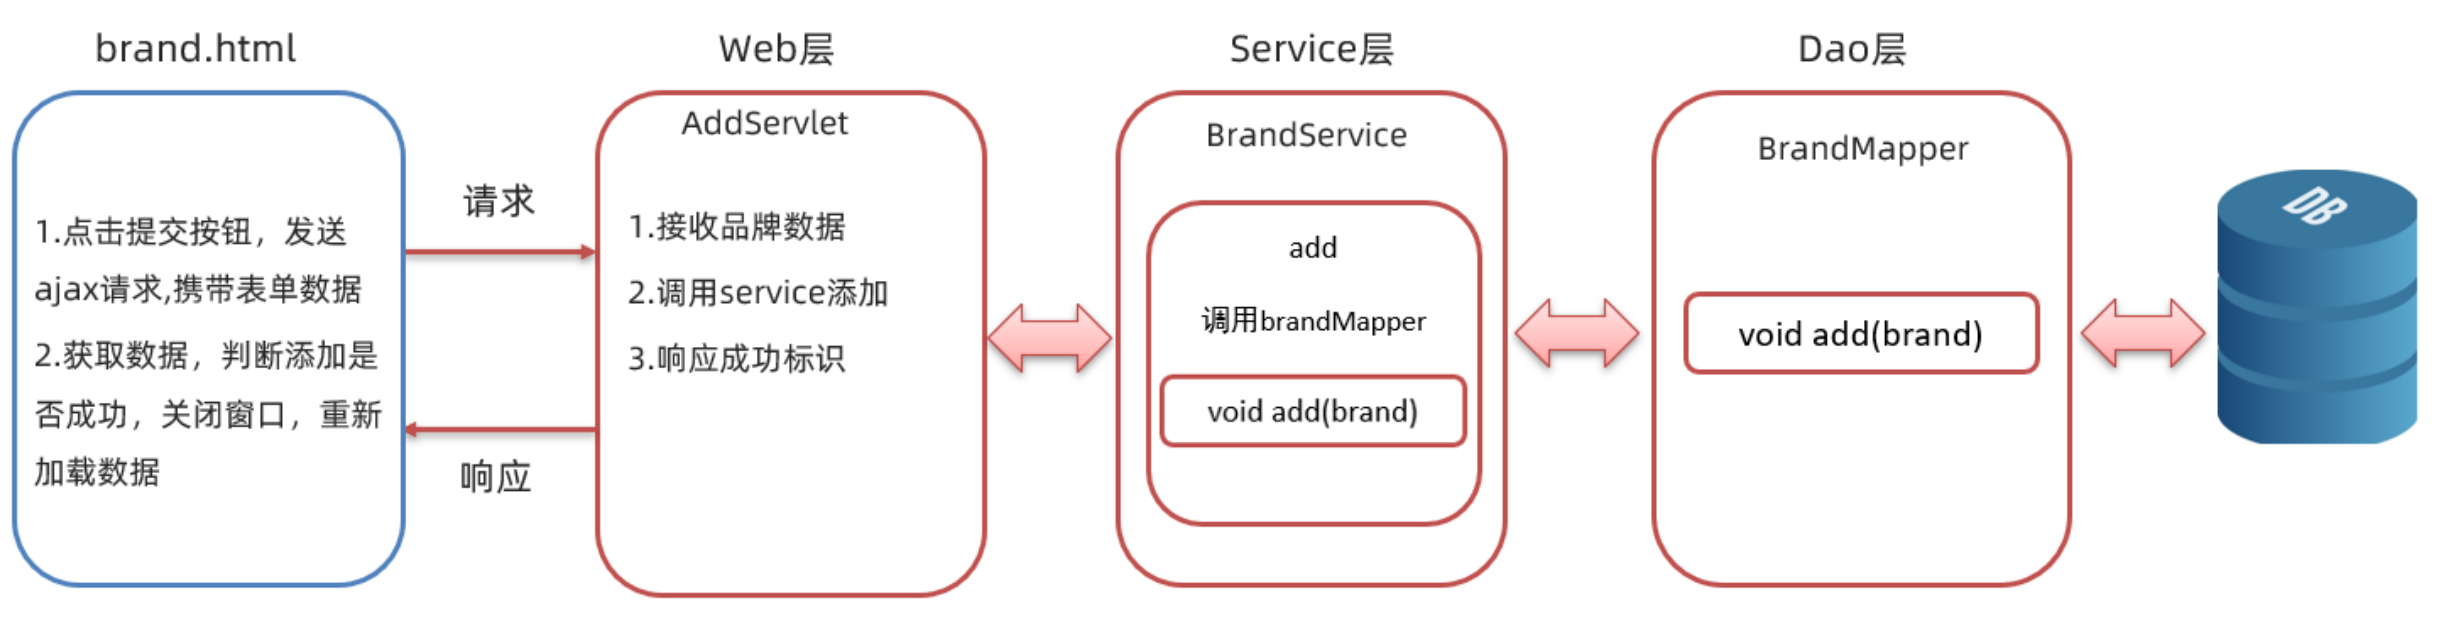 brand.html
1.点击提交按钮，发送
ajax请求,携带表单数据
2.获取数据，判断添加是
否成功，关闭窗口，重新
加载数据
请求
响应
Web层
AddServlet
1.接收品牌数据
2.调用service添加
3.响应成功标识
Service层
BrandService
add
调用brandMapper
void add(brand)
Dao层
BrandMapper
void add(brand)
DB